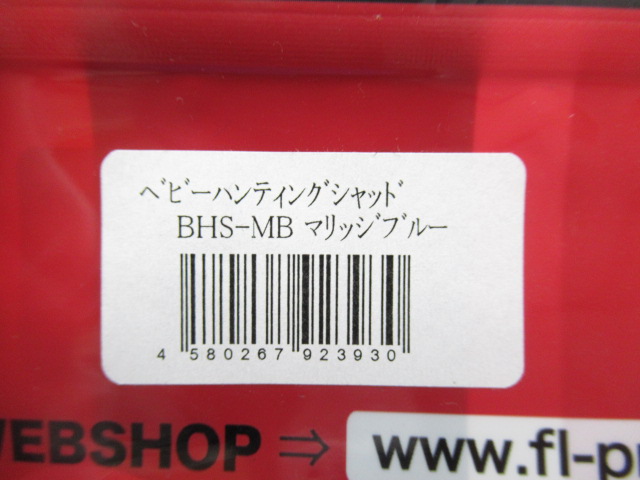 ﾍﾞﾋﾞｰﾊﾝﾃｨﾝｸﾞｼｬｯﾄﾞ
BHS-MB ﾏﾘｯｼﾞﾌﾞﾙｰ
4 580267 923930
WEBSHOP ⇒ www.fl-pr